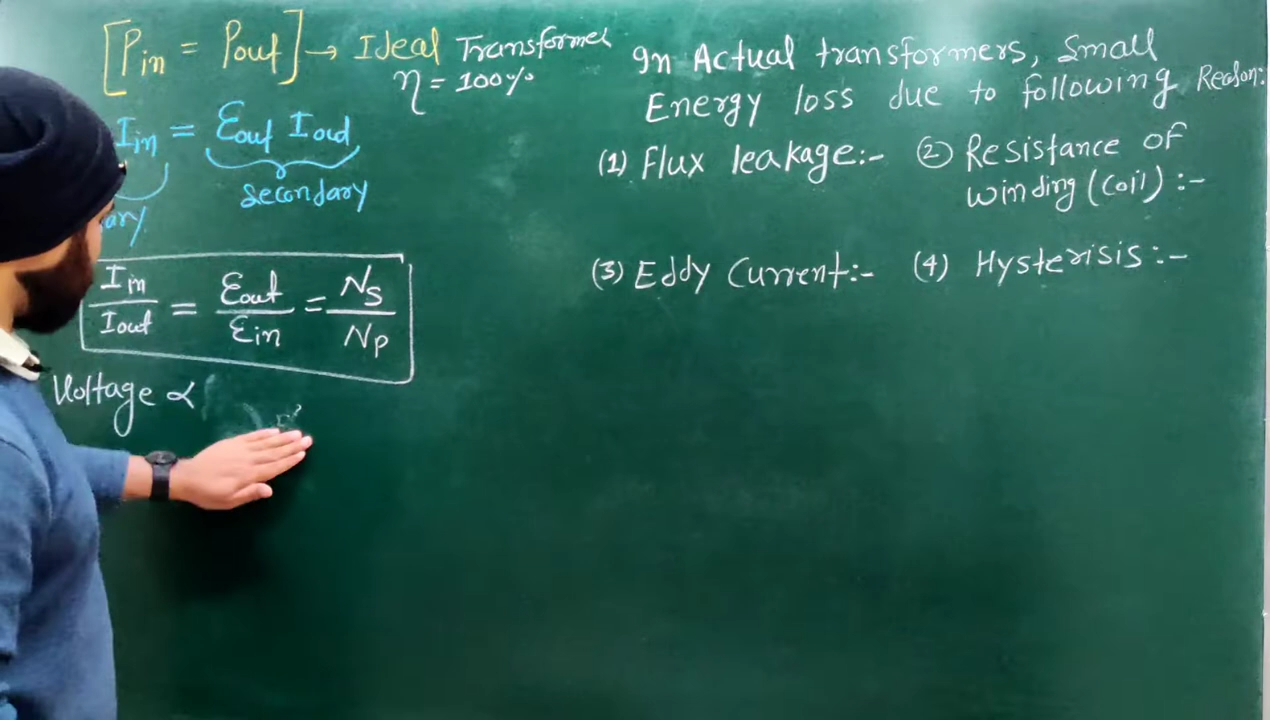 [Pin = Pout] → Ideal Transformer
η = 100%
Iin = Eout Iout
secondary
ary
Iin / Iout = Eout / Ein = NS / NP
Voltage ∝
In Actual transformers, Small
Energy loss due to following Reason:
(1) Flux leakage:-
② Resistance of
winding (coil) :-
(3) Eddy Current:-
(4) Hysterisis:-